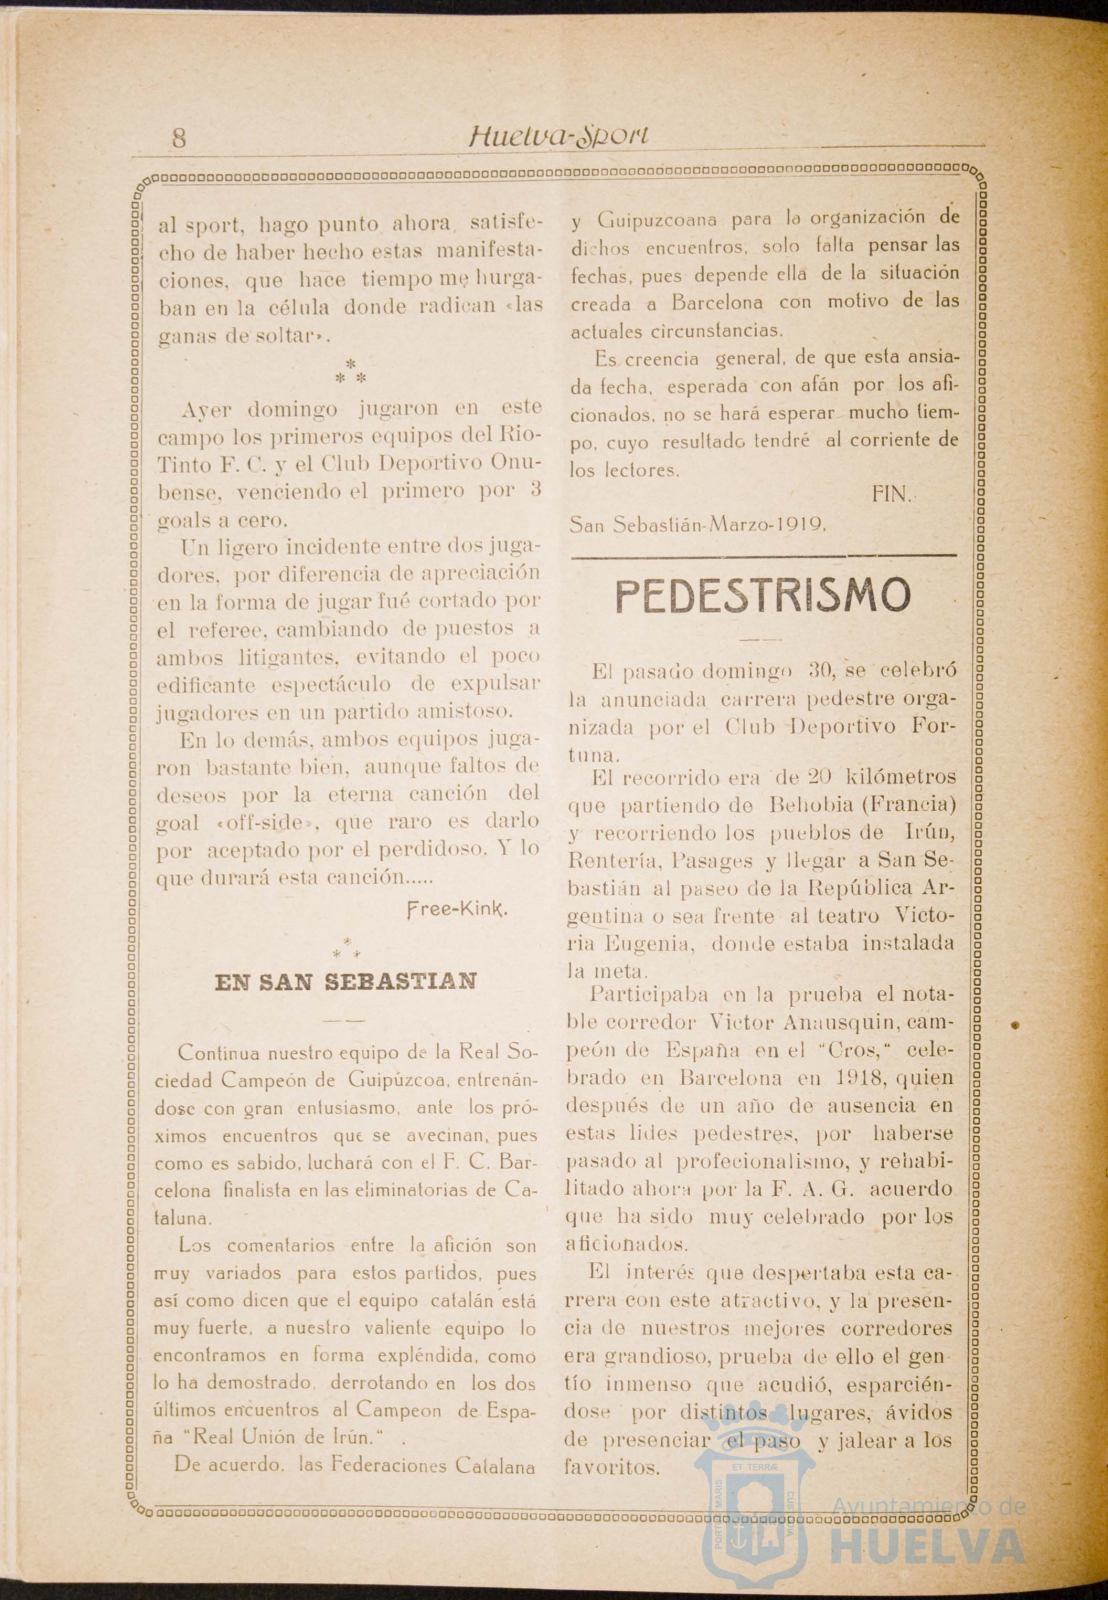 8
Huelva-Sport
al sport, hago punto ahora satisfe-
cho de haber hecho estas manifesta-
ciones, que hace tiempo me hurga-
ban en la célula donde radican «las
ganas de soltar».
*
* *
Ayer domingo jugaron en este
campo los primeros equipos del Rio-
Tinto F. C. y el Club Deportivo Onu-
bense, venciendo el primero por 3
goals a cero.
Un ligero incidente entre dos juga-
dores, por diferencia de apreciación
en la forma de jugar fué cortado por
el referee, cambiando de puestos a
ambos litigantes, evitando el poco
edificante espectáculo de expulsar
jugadores en un partido amistoso.
En lo demás, ambos equipos juga-
ron bastante bien, aunque faltos de
deseos por la eterna canción del
goal «off-side», que raro es darlo
por aceptado por el perdidoso. Y lo
que durará esta canción.....
Free-Kink.
*
* *
EN SAN SEBASTIAN
Continua nuestro equipo de la Real So-
ciedad Campeón de Guipúzcoa, entrenán-
dose con gran entusiasmo, ante los pró-
ximos encuentros que se avecinan, pues
como es sabido, luchará con el F. C. Bar-
celona finalista en las eliminatorias de Ca-
taluna.
Los comentarios entre la afición son
muy variados para estos partidos, pues
así como dicen que el equipo catalán está
muy fuerte, a nuestro valiente equipo lo
encontramos en forma expléndida, como
lo ha demostrado, derrotando en los dos
últimos encuentros al Campeon de Espa-
ña "Real Unión de Irún."
De acuerdo, las Federaciones Catalana
y Guipuzcoana para la organización de
dichos encuentros, solo falta pensar las
fechas, pues depende ella de la situación
creada a Barcelona con motivo de las
actuales circunstancias.
Es creencia general, de que esta ansia-
da fecha, esperada con afán por los afi-
cionados, no se hará esperar mucho tiem-
po, cuyo resultado tendré al corriente de
los lectores.
FIN.
San Sebastián-Marzo-1919.
PEDESTRISMO
El pasado domingo 30, se celebró
la anunciada carrera pedestre orga-
nizada por el Club Deportivo For-
tuna.
El recorrido era de 20 kilómetros
que partiendo de Behobia (Francia)
y recorriendo los pueblos de Irún,
Rentería, Pasages y llegar a San Se-
bastián al paseo de la República Ar-
gentina o sea frente al teatro Victo-
ria Eugenia, donde estaba instalada
la meta.
Participaba en la prueba el nota-
ble corredor Victor Anausquin, cam-
peón de España en el "Cros," cele-
brado en Barcelona en 1918, quien
después de un año de ausencia en
estas lides pedestres, por haberse
pasado al profecionalismo, y rehabi-
litado ahora por la F. A. G. acuerdo
que ha sido muy celebrado por los
aficionados.
El interés que despertaba esta ca-
rrera con este atractivo, y la presen-
cia de nuestros mejores corredores
era grandioso, prueba de ello el gen
tío inmenso que acudió, esparcién-
dose por distintos lugares, ávidos
de presenciar el paso y jalear a los
favoritos.
PORTUS MARIS ET TERRÆ CUSTODIA
Ayuntamiento de
HUELVA